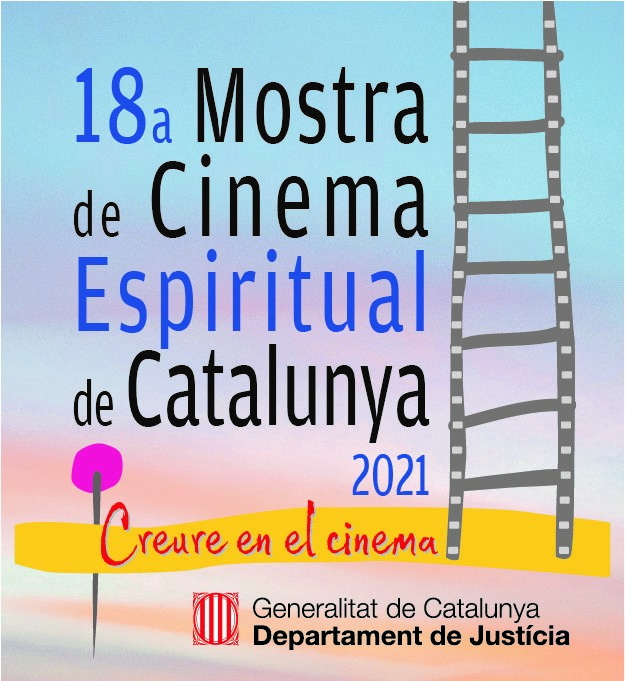 18a Mostra
de Cinema
Espiritual
de Catalunya
2021
Creure en el cinema
Generalitat de Catalunya
Departament de Justícia